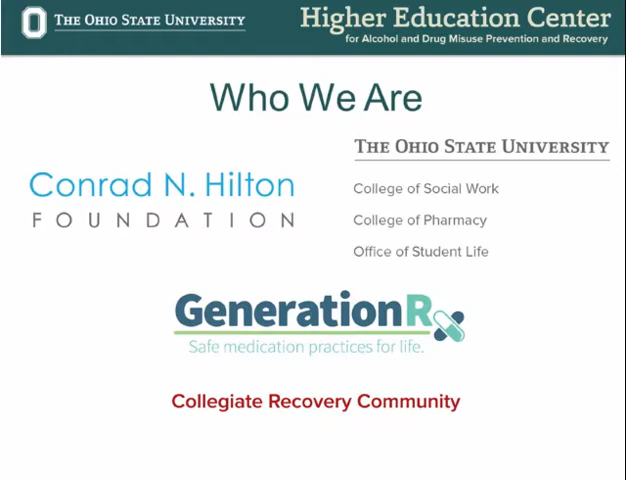 THE OHIO STATE UNIVERSITY
Higher Education Center
for Alcohol and Drug Misuse Prevention and Recovery
Who We Are
Conrad N. Hilton
FOUNDATION
THE OHIO STATE UNIVERSITY
College of Social Work
College of Pharmacy
Office of Student Life
GenerationRx
Safe medication practices for life.
Collegiate Recovery Community